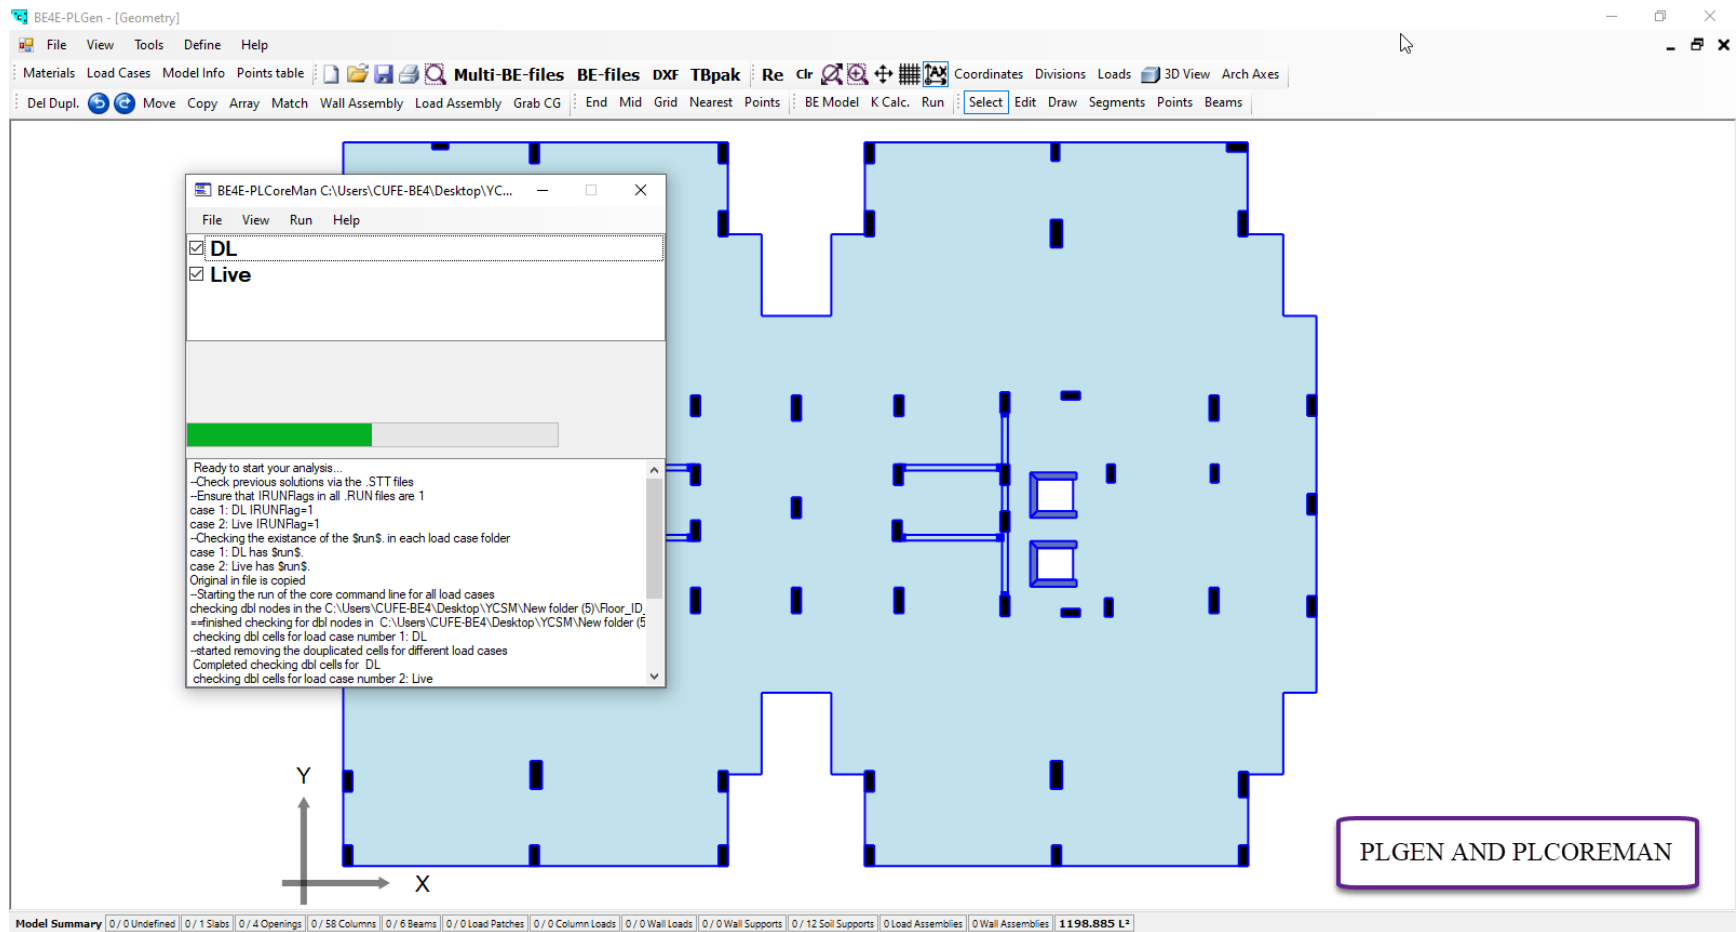 BE4E-PLGen - [Geometry]
File View Tools Define Help
Materials Load Cases Model Info Points table Multi-BE-files BE-files DXF TBpak Re Clr Coordinates Divisions Loads 3D View Arch Axes
Del Dupl. Move Copy Array Match Wall Assembly Load Assembly Grab CG End Mid Grid Nearest Points BE Model K Calc. Run Select Edit Draw Segments Points Beams
BE4E-PLCoreMan C:\Users\CUFE-BE4\Desktop\YC...
File View Run Help
DL
Live
Ready to start your analysis...
--Check previous solutions via the .STT files
--Ensure that IRUNFlags in all .RUN files are 1
case 1: DL IRUNFlag=1
case 2: Live IRUNFlag=1
--Checking the existance of the $run$. in each load case folder
case 1: DL has $run$.
case 2: Live has $run$.
Original in file is copied
--Starting the run of the core command line for all load cases
checking dbl nodes in the C:\Users\CUFE-BE4\Desktop\YCSM\New folder (5)\Floor_ID_
==finished checking for dbl nodes in C:\Users\CUFE-BE4\Desktop\YCSM\New folder (5
checking dbl cells for load case number 1: DL
--started removing the douplicated cells for different load cases
Completed checking dbl cells for DL
checking dbl cells for load case number 2: Live
Y
X
PLGEN AND PLCOREMAN
Model Summary 0 / 0 Undefined 0 / 1 Slabs 0 / 4 Openings 0 / 58 Columns 0 / 6 Beams 0 / 0 Load Patches 0 / 0 Column Loads 0 / 0 Wall Loads 0 / 0 Wall Supports 0 / 12 Soil Supports 0 Load Assemblies 0 Wall Assemblies 1198.885 L²